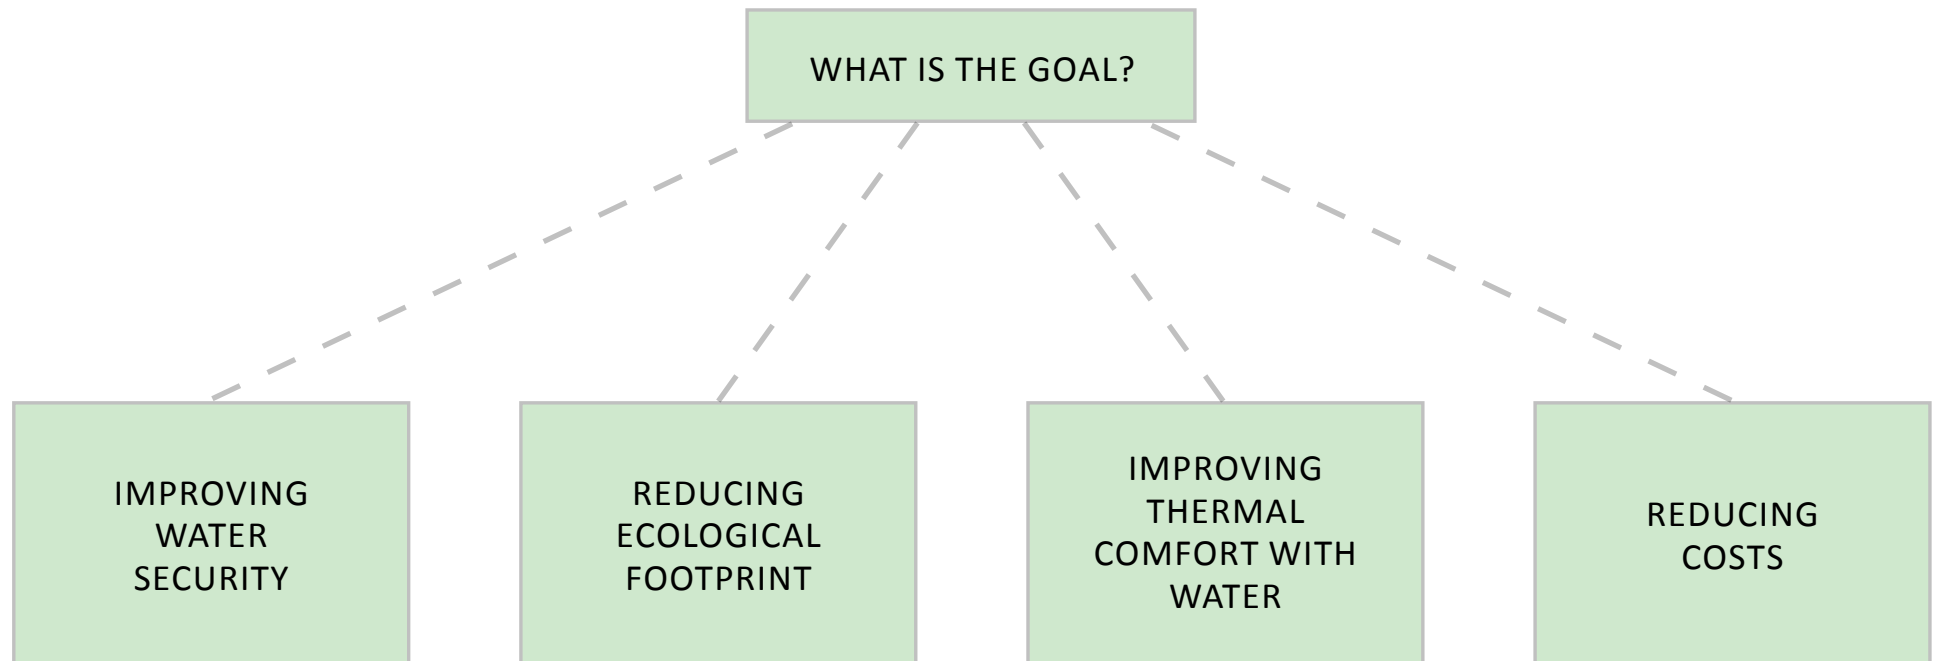 WHAT IS THE GOAL?
IMPROVING
WATER
SECURITY
REDUCING
ECOLOGICAL
FOOTPRINT
IMPROVING
THERMAL
COMFORT WITH
WATER
REDUCING
COSTS